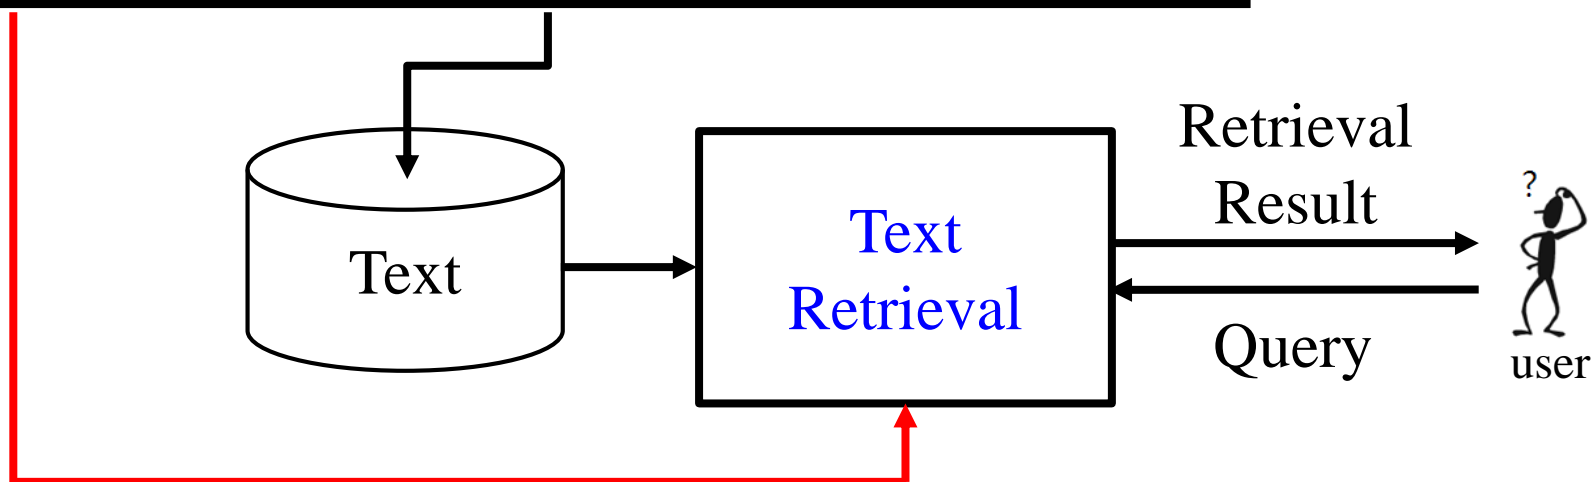 Text
Text
Retrieval
Retrieval
Result
Query
?
user